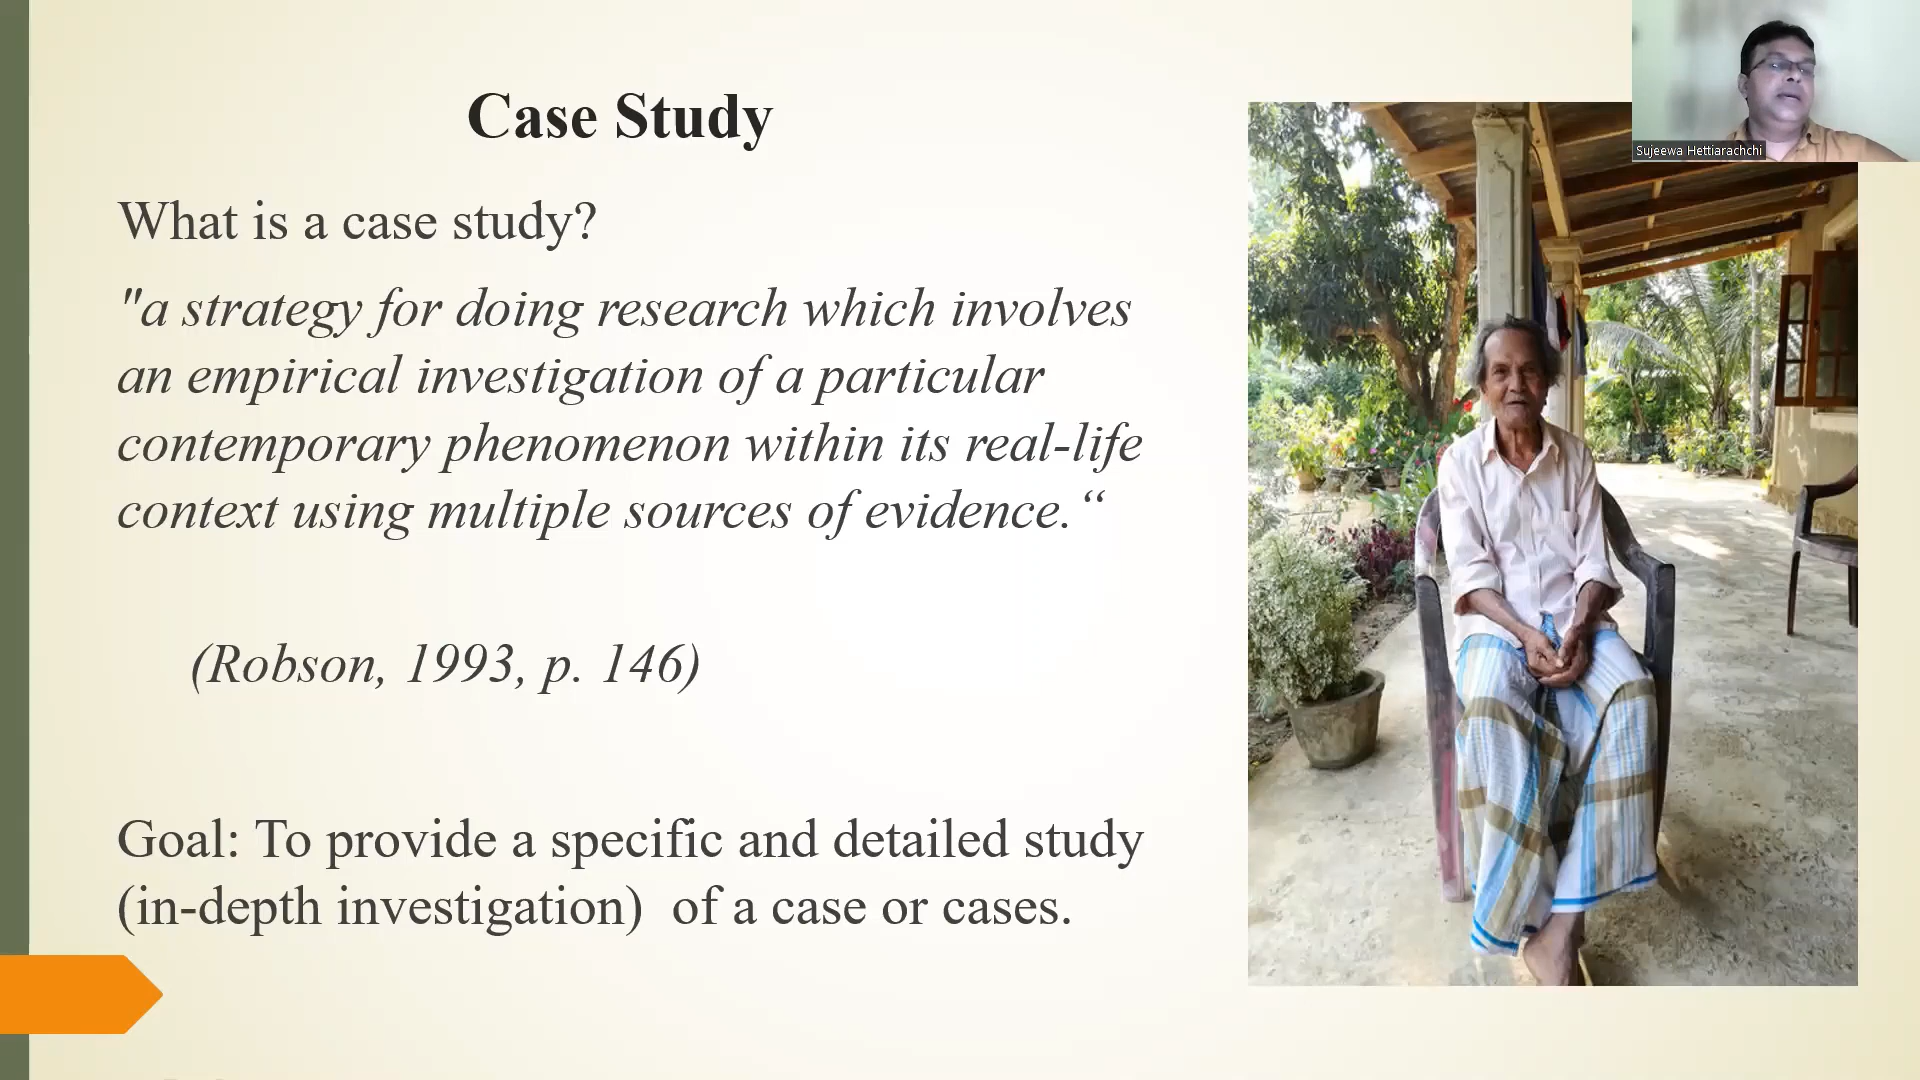 Case Study
Sujeewa Hettiarachchi
What is a case study?
"a strategy for doing research which involves
an empirical investigation of a particular
contemporary phenomenon within its real-life
context using multiple sources of evidence.“
(Robson, 1993, p. 146)
Goal: To provide a specific and detailed study
(in-depth investigation)  of a case or cases.